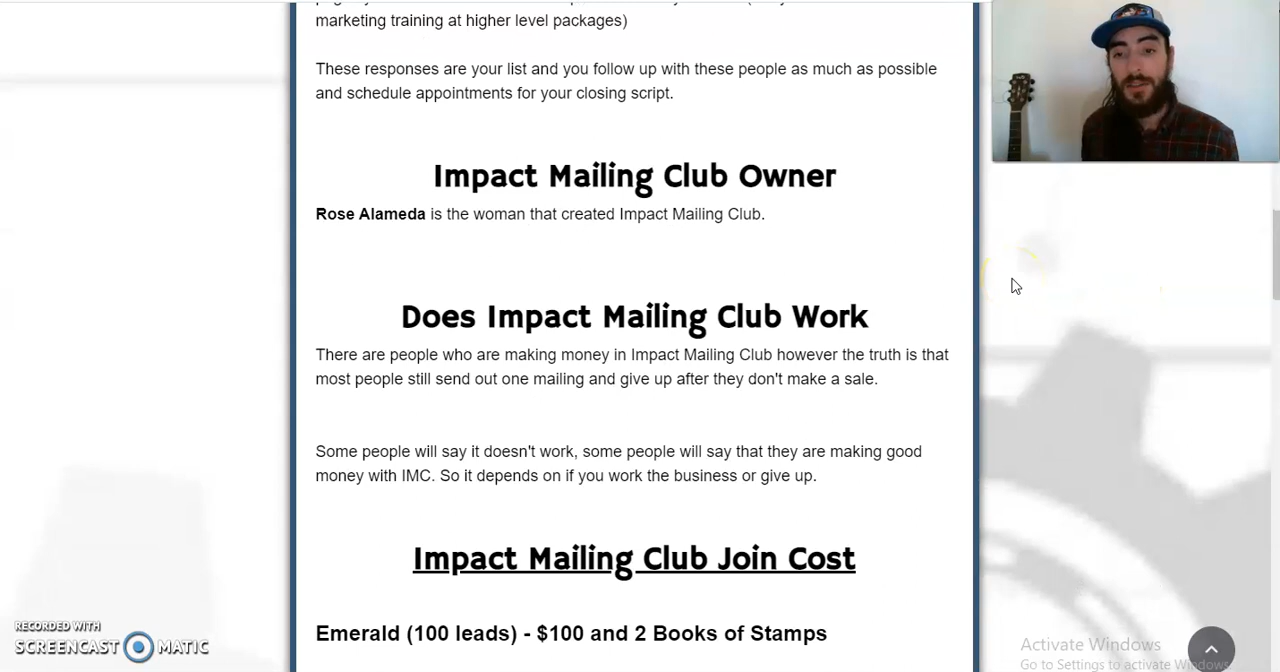 marketing training at higher level packages)
These responses are your list and you follow up with these people as much as possible
and schedule appointments for your closing script.
Impact Mailing Club Owner
Rose Alameda is the woman that created Impact Mailing Club.
Does Impact Mailing Club Work
There are people who are making money in Impact Mailing Club however the truth is that
most people still send out one mailing and give up after they don't make a sale.
Some people will say it doesn't work, some people will say that they are making good
money with IMC. So it depends on if you work the business or give up.
Impact Mailing Club Join Cost
Emerald (100 leads) - $100 and 2 Books of Stamps
RECORDED WITH
SCREENCAST MATIC
Activate Windows
Go to Settings to activate Windows.